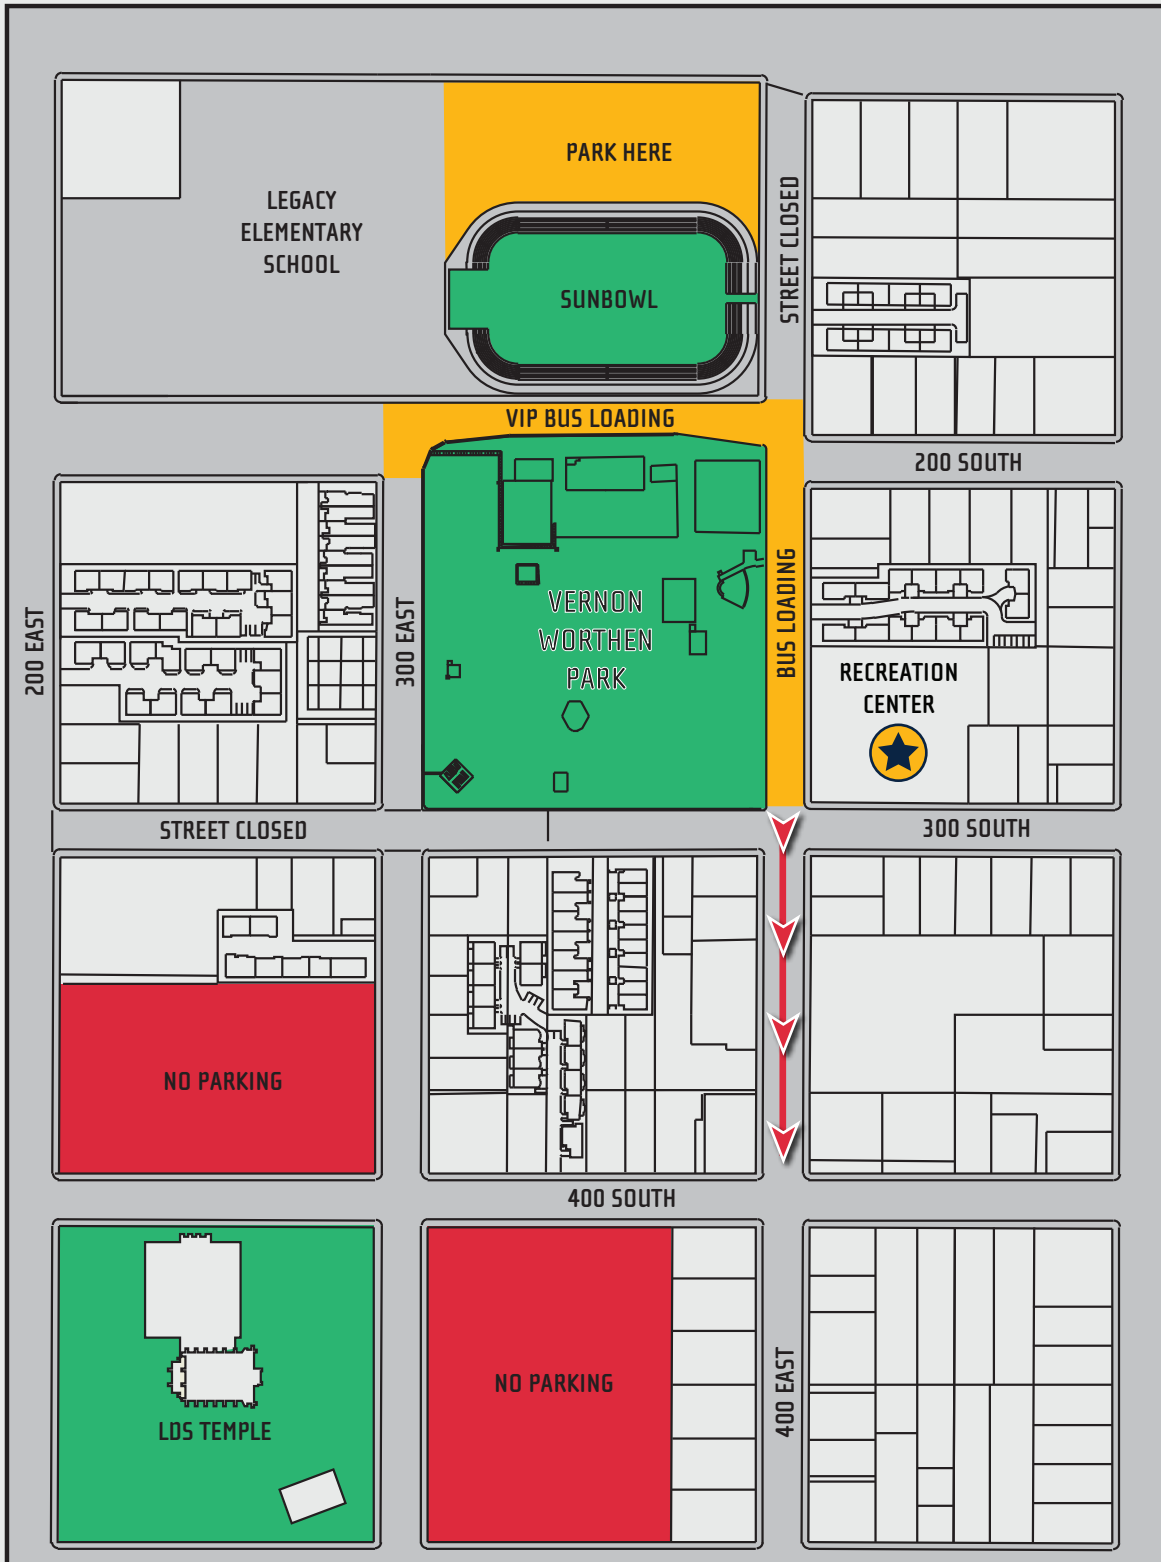 PARK HERE
LEGACY
ELEMENTARY
SCHOOL
STREET CLOSED
SUNBOWL
VIP BUS LOADING
200 SOUTH
200 EAST
300 EAST
VERNON
WORTHEN
PARK
BUS LOADING
RECREATION
CENTER
STREET CLOSED
300 SOUTH
NO PARKING
400 SOUTH
NO PARKING
400 EAST
LDS TEMPLE